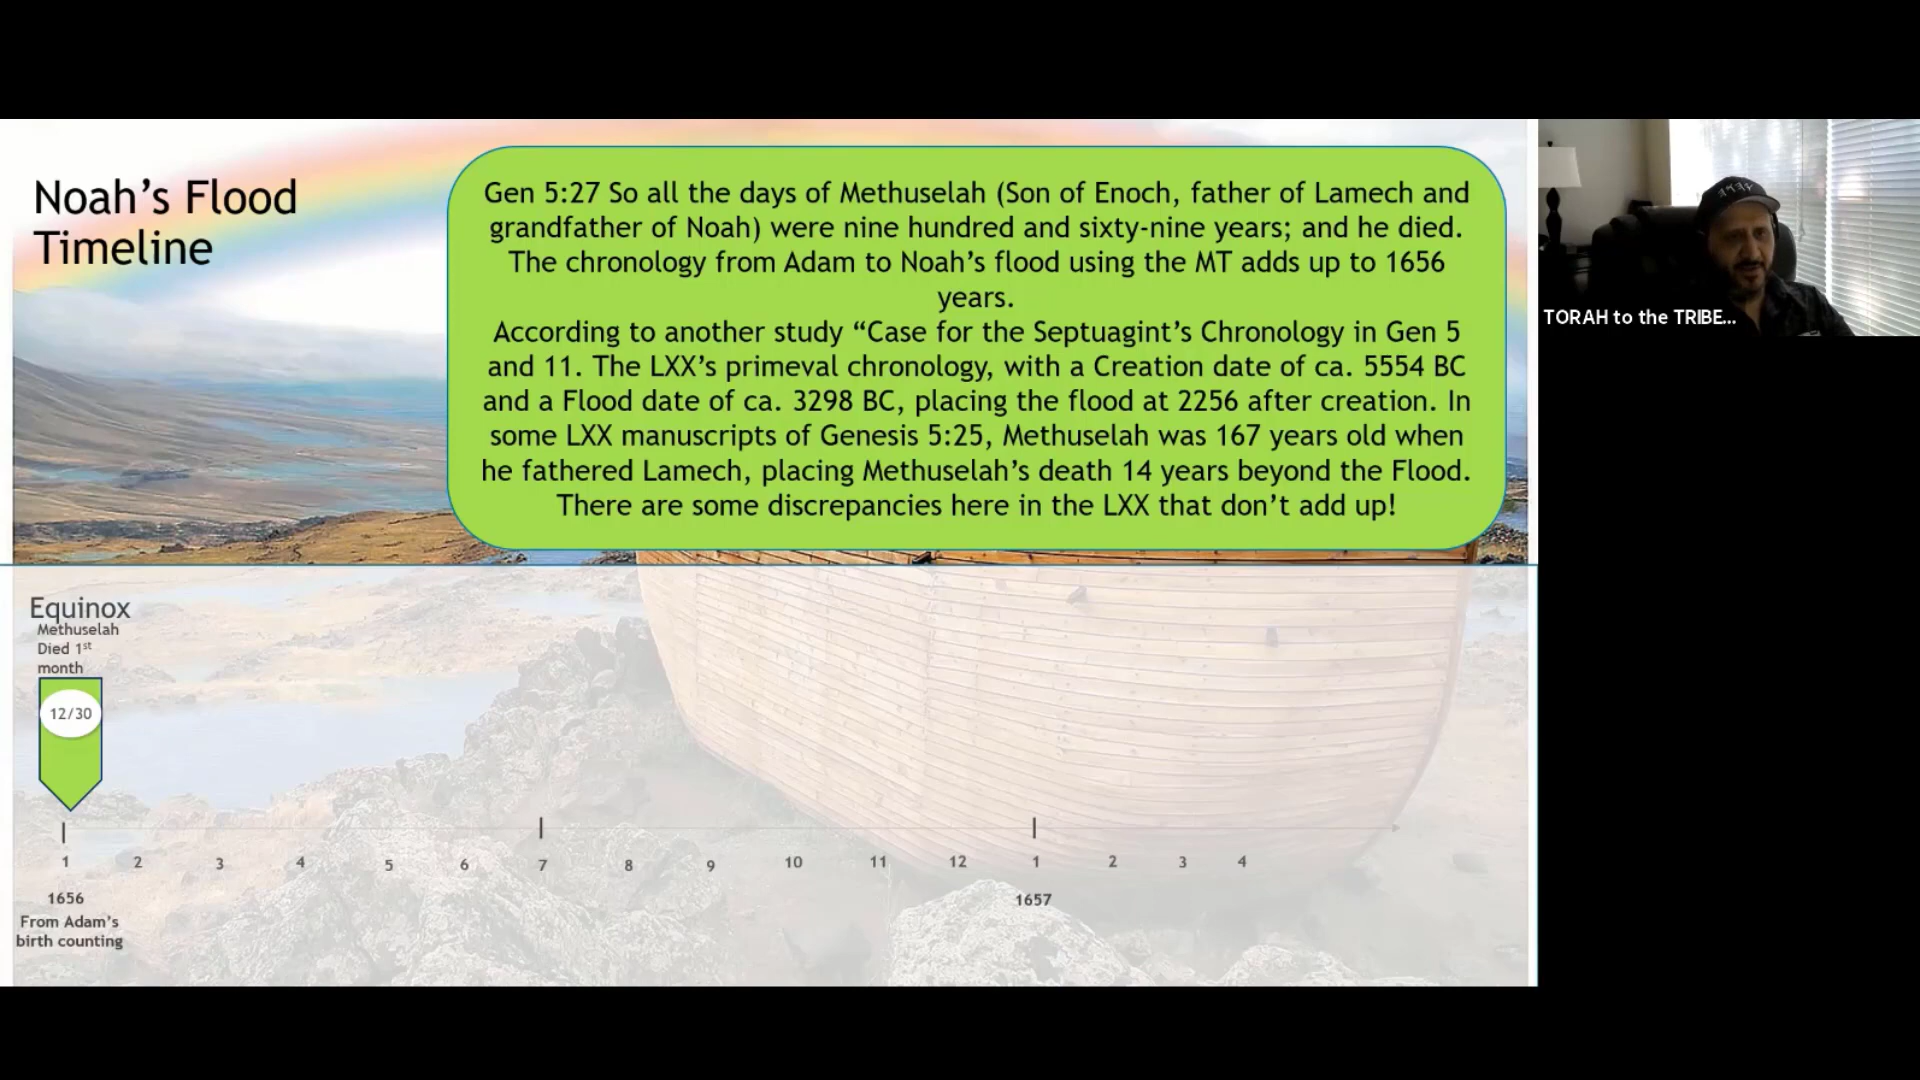 Noah’s Flood
Timeline
Gen 5:27 So all the days of Methuselah (Son of Enoch, father of Lamech and
grandfather of Noah) were nine hundred and sixty-nine years; and he died.
The chronology from Adam to Noah’s flood using the MT adds up to 1656
years.
According to another study “Case for the Septuagint’s Chronology in Gen 5
and 11. The LXX’s primeval chronology, with a Creation date of ca. 5554 BC
and a Flood date of ca. 3298 BC, placing the flood at 2256 after creation. In
some LXX manuscripts of Genesis 5:25, Methuselah was 167 years old when
he fathered Lamech, placing Methuselah’s death 14 years beyond the Flood.
There are some discrepancies here in the LXX that don’t add up!
TORAH to the TRIBE...
Equinox
Methuselah
Died 1st
month
12/30
1 2 3 4 5 6 7 8 9 10 11 12 1 2 3 4
1656 1657
From Adam’s
birth counting